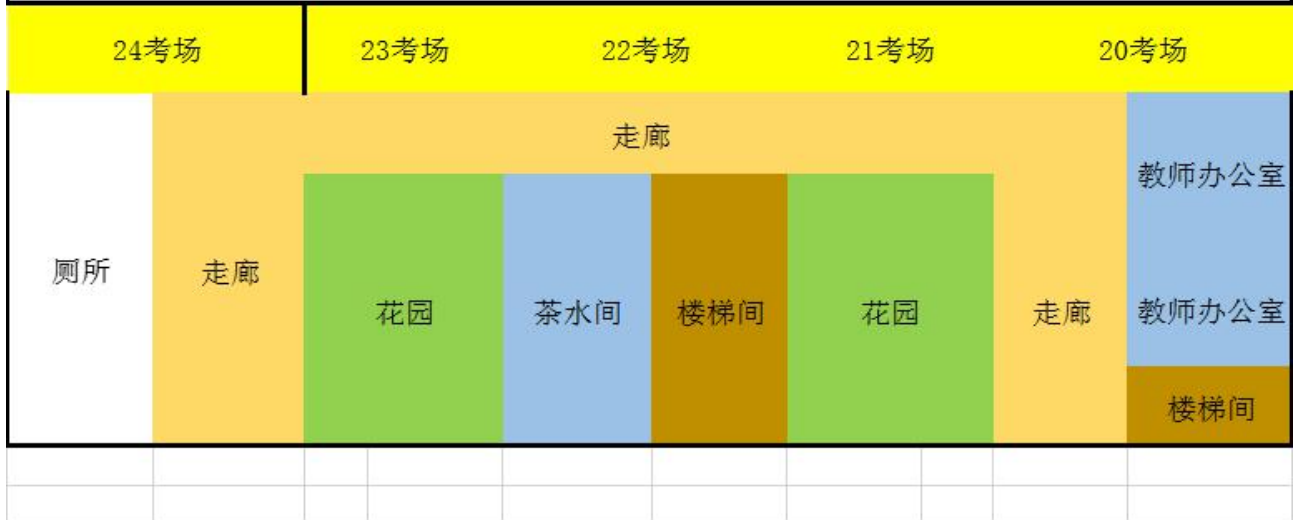 24考场 23考场 22考场 21考场 20考场
走廊
教师办公室
厕所 走廊
花园 茶水间 楼梯间 花园 走廊 教师办公室
楼梯间